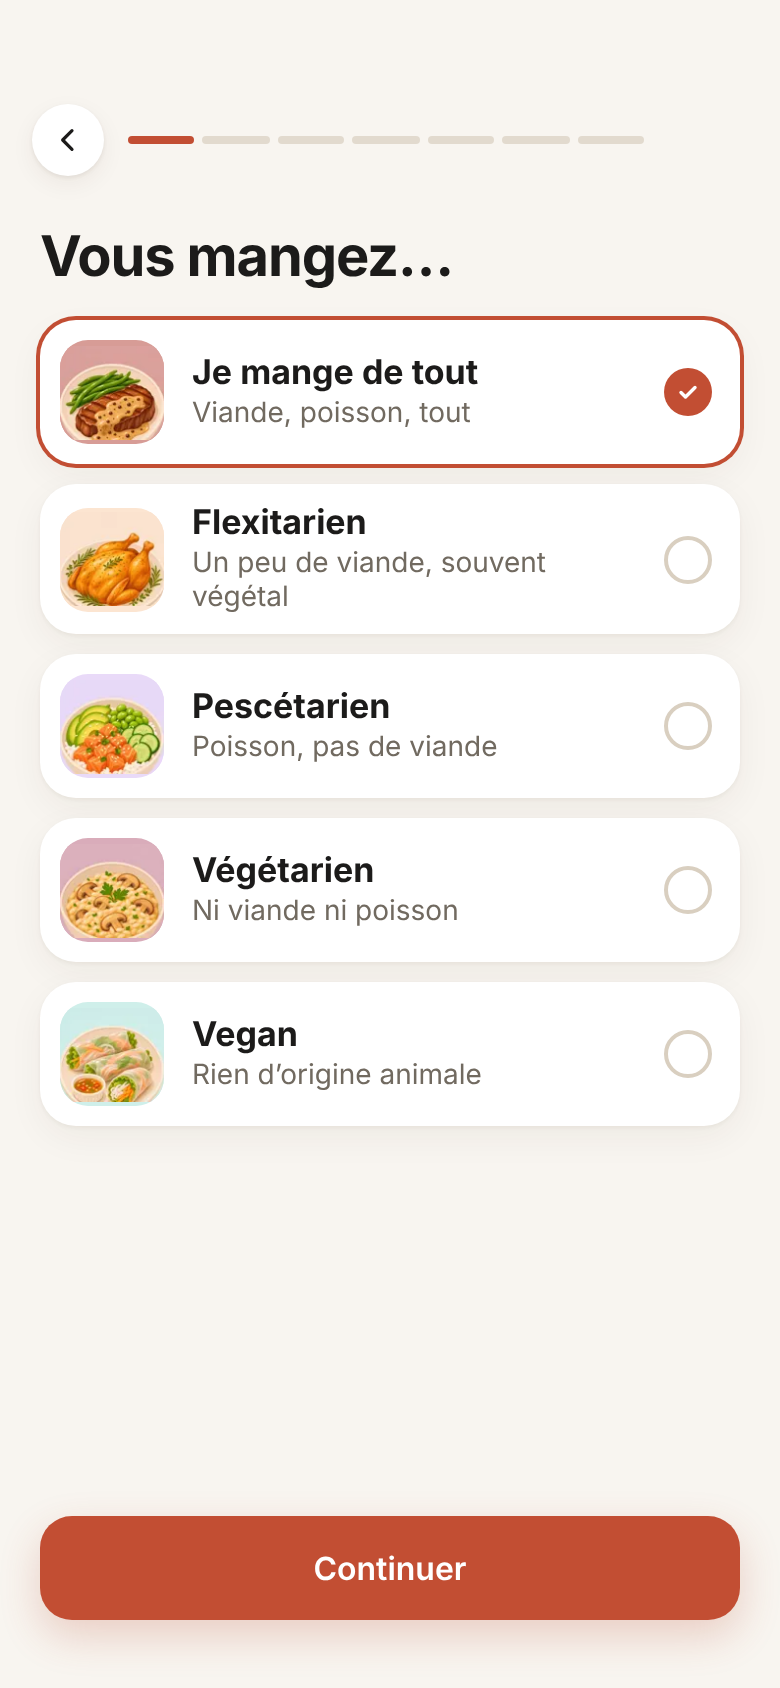 Vous mangez…
Je mange de tout
Viande, poisson, tout
Flexitarien
Un peu de viande, souvent
végétal
Pescétarien
Poisson, pas de viande
Végétarien
Ni viande ni poisson
Vegan
Rien d’origine animale
Continuer